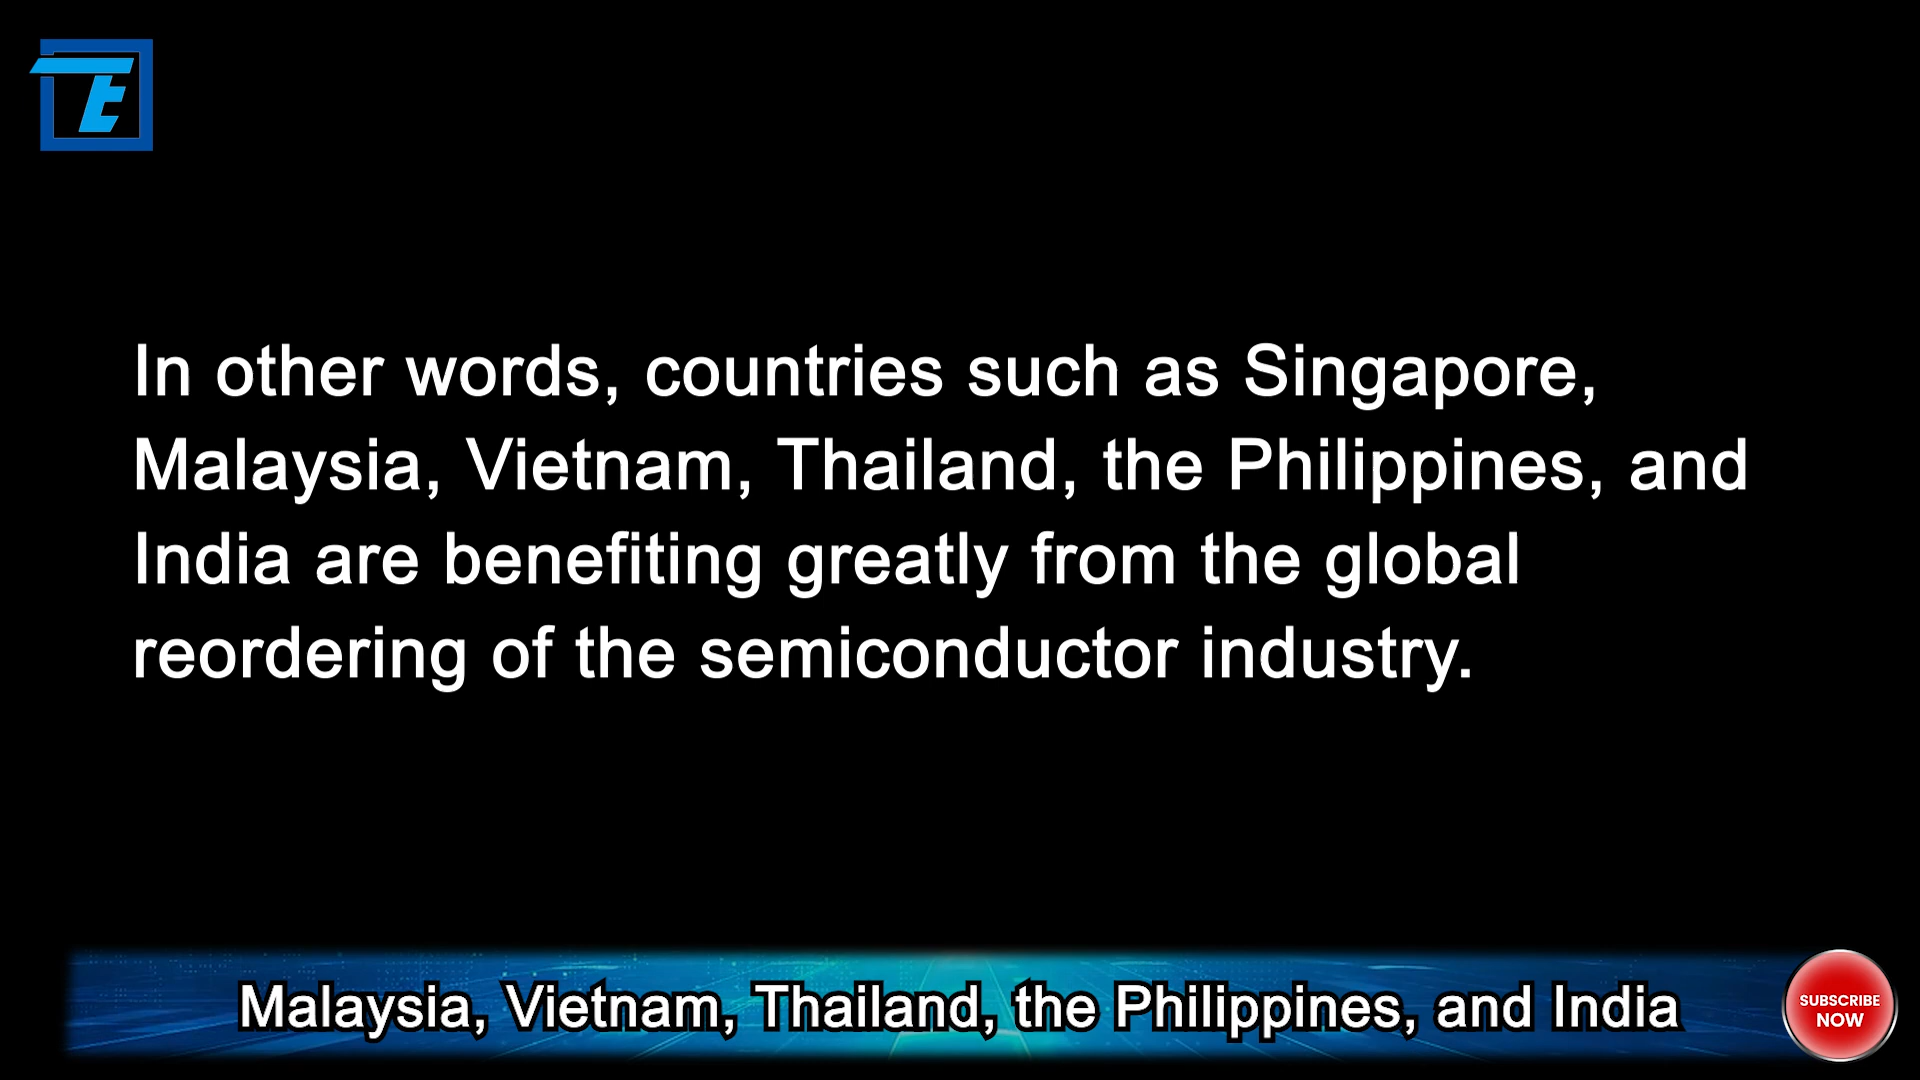 TE
In other words, countries such as Singapore,
Malaysia, Vietnam, Thailand, the Philippines, and
India are benefiting greatly from the global
reordering of the semiconductor industry.
Malaysia, Vietnam, Thailand, the Philippines, and India
SUBSCRIBE
NOW